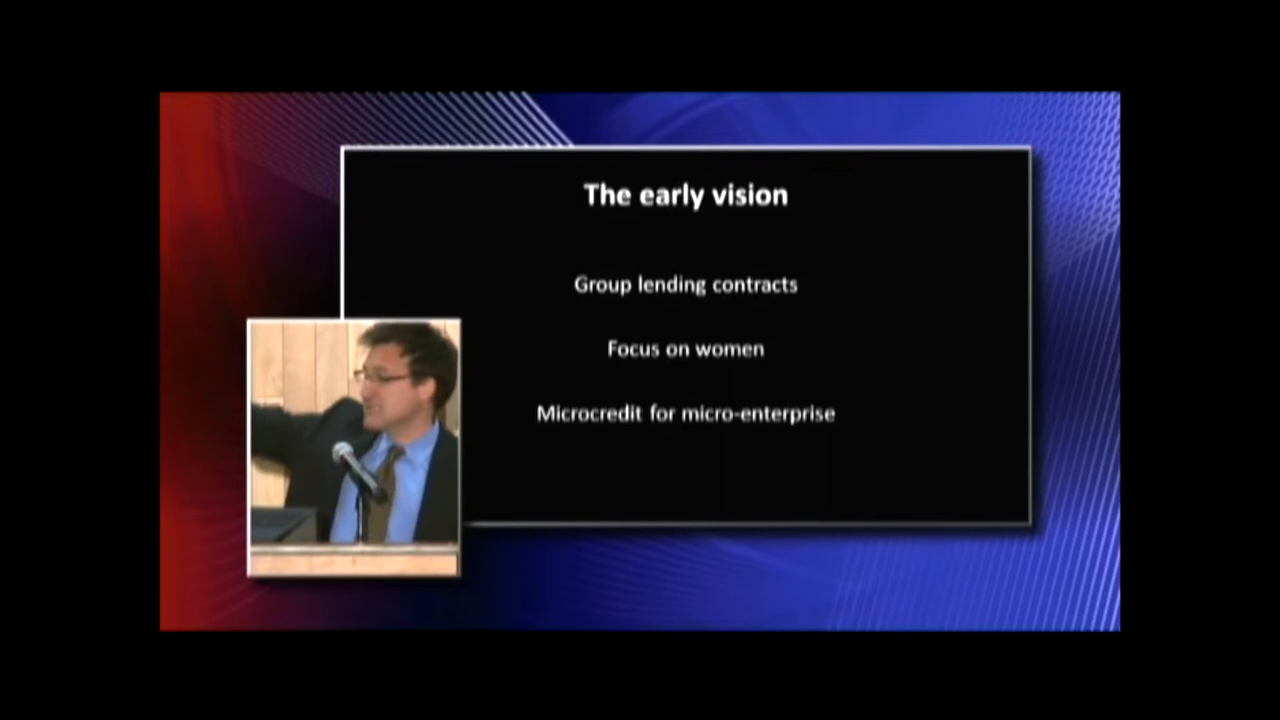 The early vision
Group lending contracts
Focus on women
Microcredit for micro-enterprise